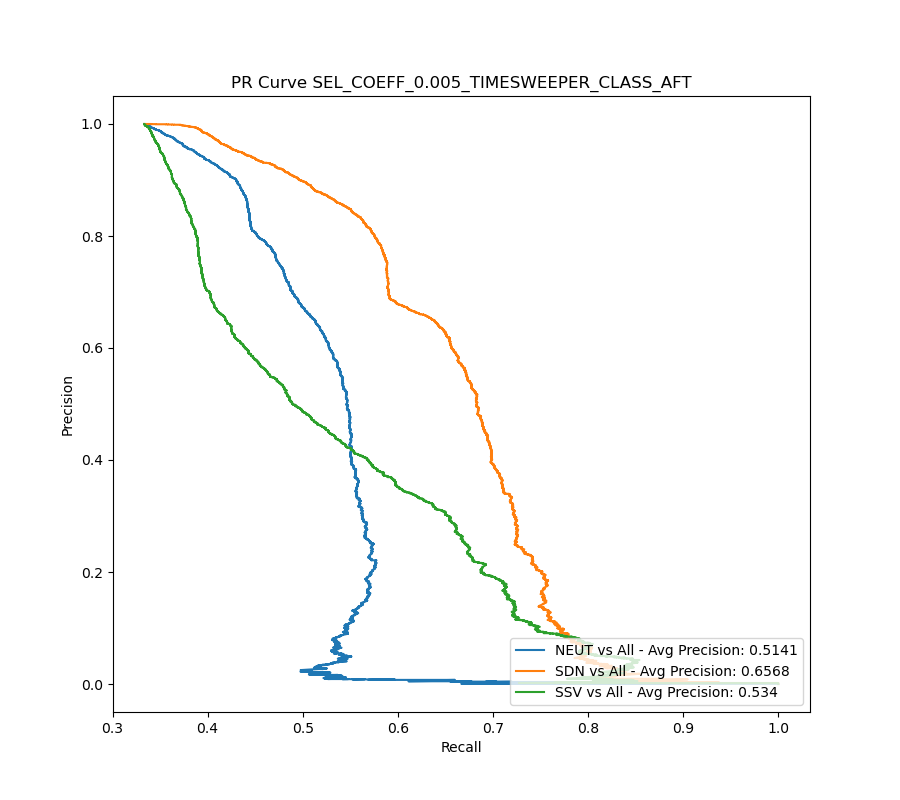 PR Curve SEL_COEFF_0.005_TIMESWEEPER_CLASS_AFT
1.0
0.8
0.6
0.4
0.2
0.0
Precision
NEUT vs All - Avg Precision: 0.5141
SDN vs All - Avg Precision: 0.6568
SSV vs All - Avg Precision: 0.534
0.3 0.4 0.5 0.6 0.7 0.8 0.9 1.0
Recall